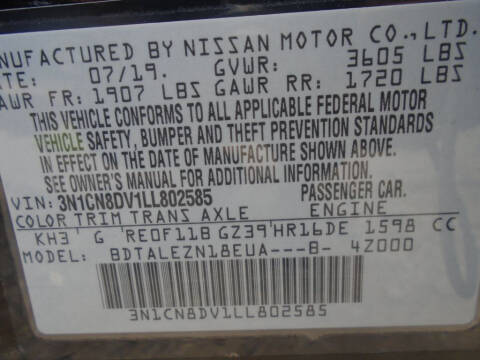 NUFACTURED BY NISSAN MOTOR CO., LTD.
TE: 07/19. GVWR: 3605 LBS
AWR FR: 1907 LBS GAWR RR: 1720 LBS
THIS VEHICLE CONFORMS TO ALL APPLICABLE FEDERAL MOTOR
VEHICLE SAFETY, BUMPER AND THEFT PREVENTION STANDARDS
IN EFFECT ON THE DATE OF MANUFACTURE SHOWN ABOVE.
SEE OWNER'S MANUAL FOR ADDITIONAL INFORMATION.
VIN: 3N1CN8DV1LL802585 PASSENGER CAR.
COLOR TRIM TRANS AXLE ENGINE
KH3 G RE0F11B GZ39 HR16DE 1598 CC
MODEL: BDTALEZN18EUA---B- 4Z000
3N1CN8DV1LL802585